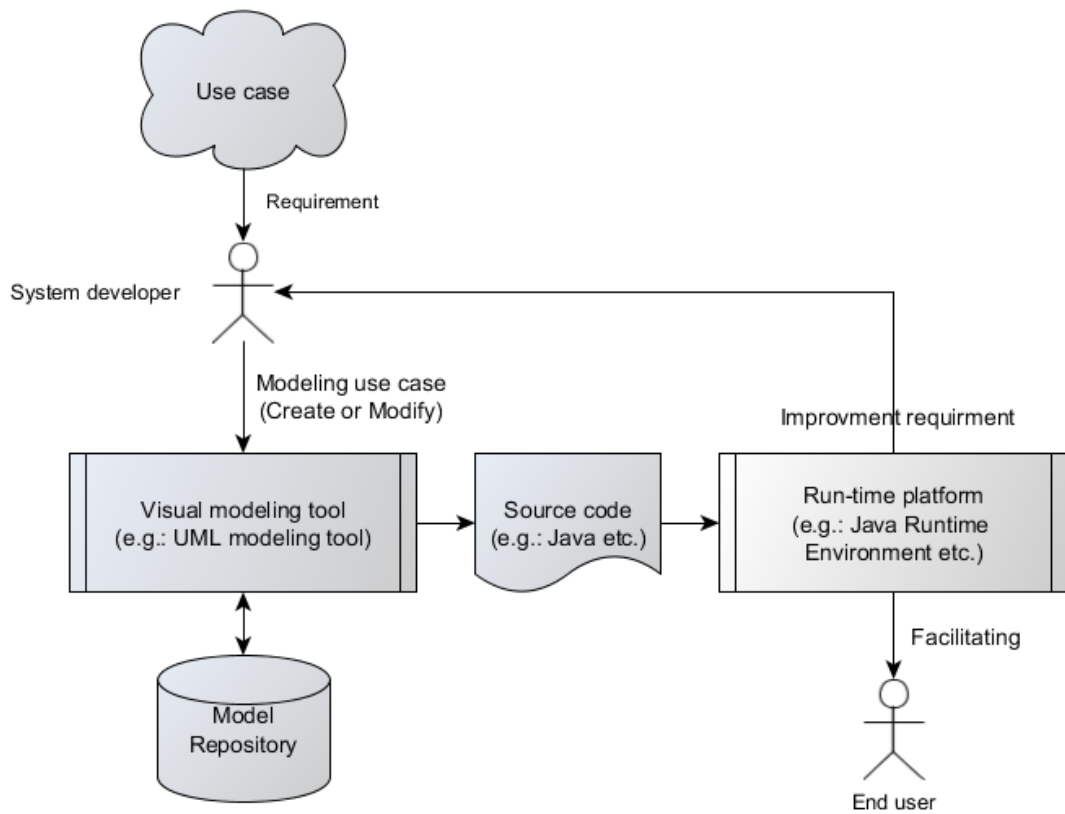 Use case
Requirement
System developer
Modeling use case
(Create or Modify)
Improvment requirment
Visual modeling tool
(e.g.: UML modeling tool)
Source code
(e.g.: Java etc.)
Run-time platform
(e.g.: Java Runtime
Environment etc.)
Facilitating
Model
Repository
End user